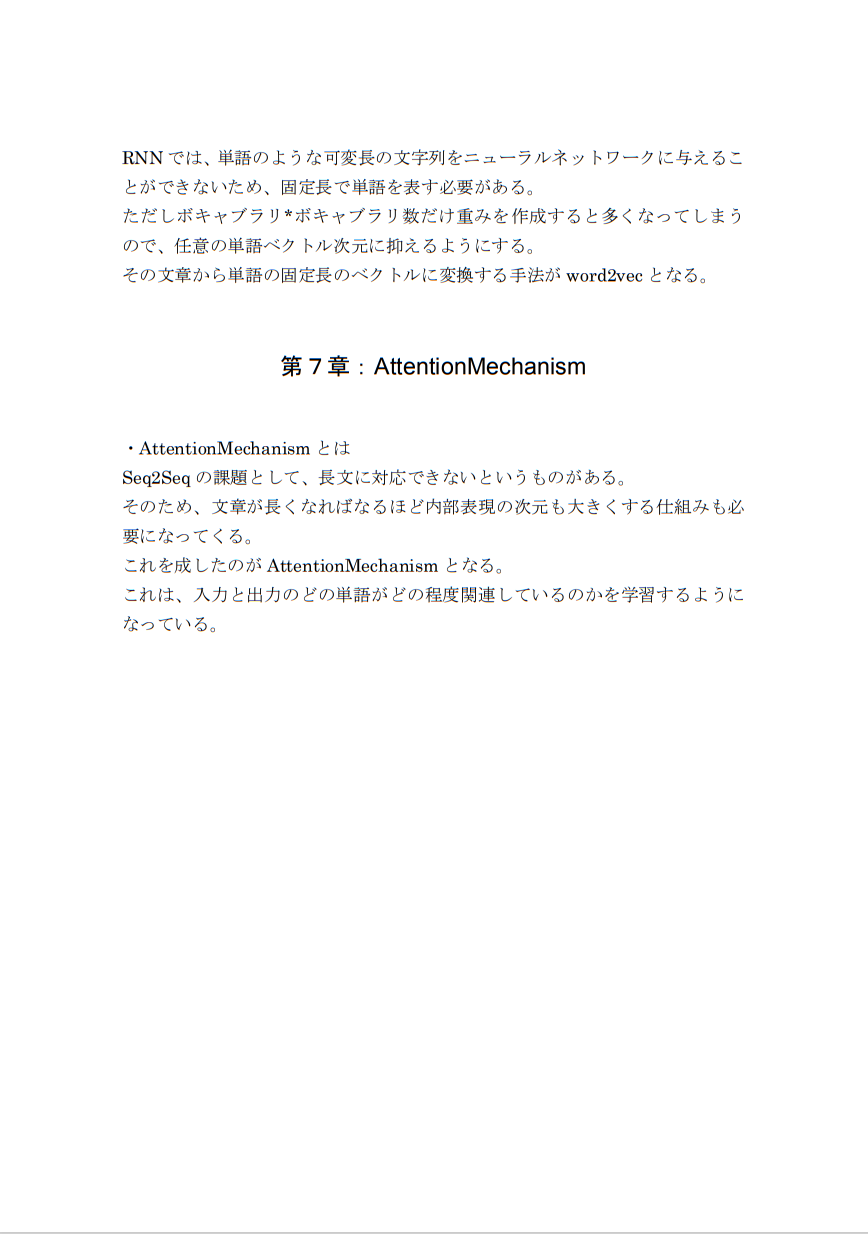 RNN では、単語のような可変長の文字列をニューラルネットワークに与えるこ
とができないため、固定長で単語を表す必要がある。
ただしボキャブラリ*ボキャブラリ数だけ重みを作成すると多くなってしまう
ので、任意の単語ベクトル次元に抑えるようにする。
その文章から単語の固定長のベクトルに変換する手法が word2vec となる。
第 7 章：AttentionMechanism
・AttentionMechanism とは
Seq2Seq の課題として、長文に対応できないというものがある。
そのため、文章が長くなればなるほど内部表現の次元も大きくする仕組みも必
要になってくる。
これを成したのが AttentionMechanism となる。
これは、入力と出力のどの単語がどの程度関連しているのかを学習するように
なっている。